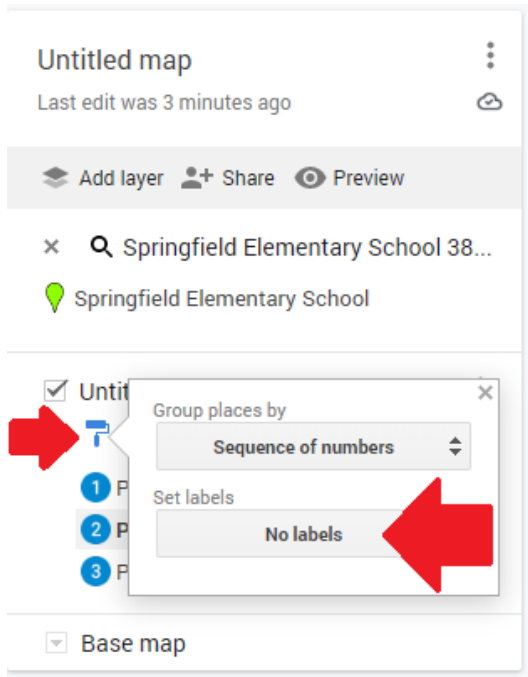 Untitled map
Last edit was 3 minutes ago
Add layer Share Preview
Springfield Elementary School 38...
Springfield Elementary School
Untit
Group places by
Sequence of numbers
Set labels
No labels
1 P
2 P
3 P
Base map